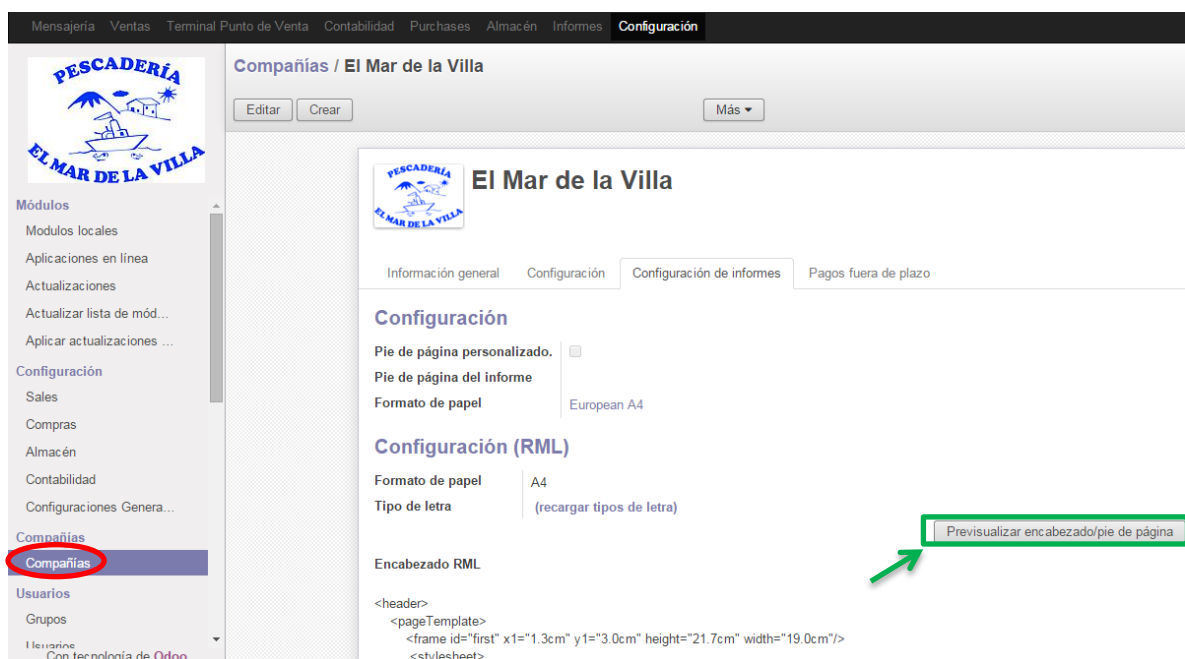 Mensajería Ventas Terminal Punto de Venta Contabilidad Purchases Almacén Informes Configuración
PESCADERÍA
EL MAR DE LA VILLA
Compañías / El Mar de la Villa
Editar Crear Más
PESCADERÍA
EL MAR DE LA VILLA
El Mar de la Villa
Módulos
Modulos locales
Aplicaciones en línea
Actualizaciones
Actualizar lista de mód...
Aplicar actualizaciones ...
Configuración
Sales
Compras
Almacén
Contabilidad
Configuraciones Genera...
Compañías
Compañías
Usuarios
Grupos
Usuarios
Con tecnología de Odoo
Información general Configuración Configuración de informes Pagos fuera de plazo
Configuración
Pie de página personalizado.
Pie de página del informe
Formato de papel European A4
Configuración (RML)
Formato de papel A4
Tipo de letra (recargar tipos de letra)
Previsualizar encabezado/pie de página
Encabezado RML
<header>
<pageTemplate>
<frame id="first" x1="1.3cm" y1="3.0cm" height="21.7cm" width="19.0cm"/>
<stylesheet>